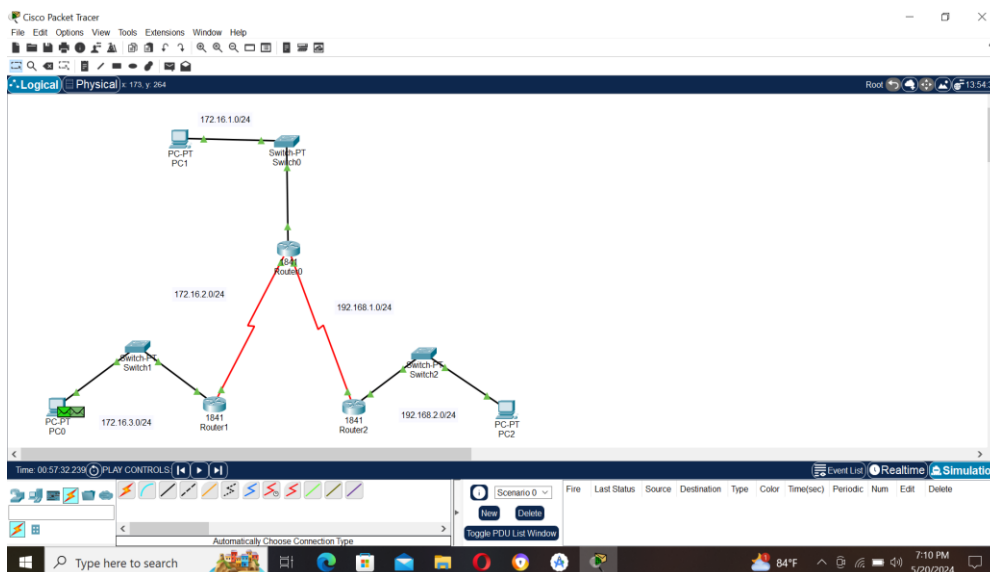 Cisco Packet Tracer
File Edit Options View Tools Extensions Window Help
Logical Physical x: 173, y: 264 Root 13:54:
172.16.1.0/24
PC-PT
PC1
Switch-PT
Switch0
1841
Router0
172.16.2.0/24
192.168.1.0/24
Switch-PT
Switch1
Switch-PT
Switch2
PC-PT
PC0
172.16.3.0/24
1841
Router1
1841
Router2
192.168.2.0/24
PC-PT
PC2
Time: 00:57:32.239 PLAY CONTROLS: Event List Realtime Simulatio
Scenario 0
Fire Last Status Source Destination Type Color Time(sec) Periodic Num Edit Delete
New Delete
Toggle PDU List Window
Automatically Choose Connection Type
Type here to search
84°F
7:10 PM
5/20/2024